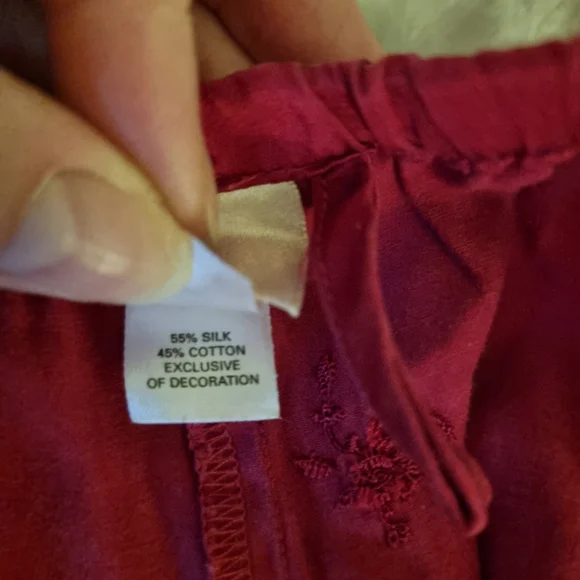 55% SILK
45% COTTON
EXCLUSIVE
OF DECORATION